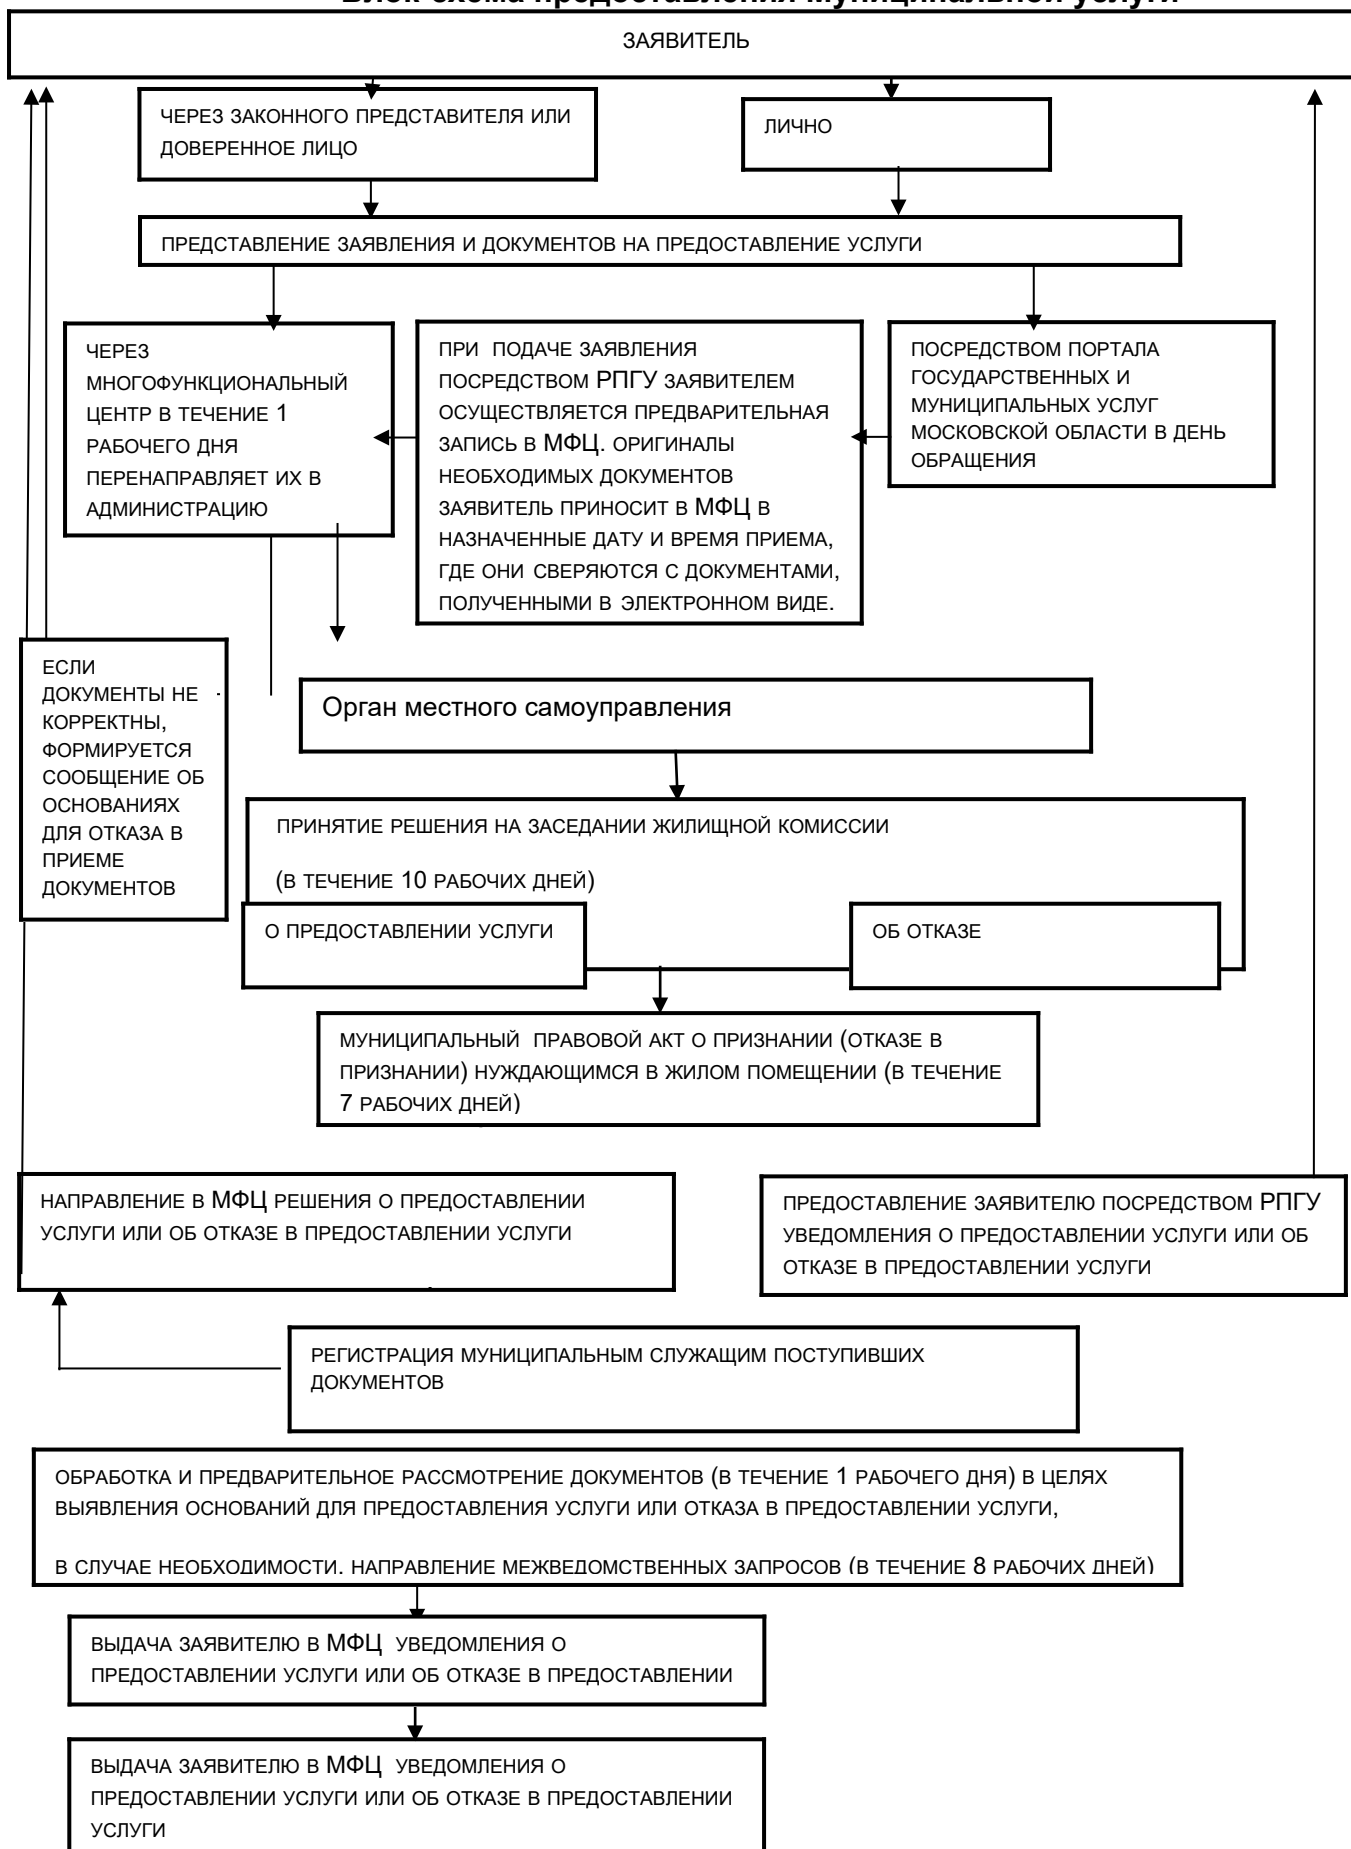 Блок-схема предоставления Муниципальной услуги
ЗАЯВИТЕЛЬ
ЧЕРЕЗ ЗАКОННОГО ПРЕДСТАВИТЕЛЯ ИЛИ
ДОВЕРЕННОЕ ЛИЦО
ЛИЧНО
ПРЕДСТАВЛЕНИЕ ЗАЯВЛЕНИЯ И ДОКУМЕНТОВ НА ПРЕДОСТАВЛЕНИЕ УСЛУГИ
ЧЕРЕЗ
МНОГОФУНКЦИОНАЛЬНЫЙ
ЦЕНТР В ТЕЧЕНИЕ 1
РАБОЧЕГО ДНЯ
ПЕРЕНАПРАВЛЯЕТ ИХ В
АДМИНИСТРАЦИЮ
ПРИ ПОДАЧЕ ЗАЯВЛЕНИЯ
ПОСРЕДСТВОМ РПГУ ЗАЯВИТЕЛЕМ
ОСУЩЕСТВЛЯЕТСЯ ПРЕДВАРИТЕЛЬНАЯ
ЗАПИСЬ В МФЦ. ОРИГИНАЛЫ
НЕОБХОДИМЫХ ДОКУМЕНТОВ
ЗАЯВИТЕЛЬ ПРИНОСИТ В МФЦ В
НАЗНАЧЕННЫЕ ДАТУ И ВРЕМЯ ПРИЕМА,
ГДЕ ОНИ СВЕРЯЮТСЯ С ДОКУМЕНТАМИ,
ПОЛУЧЕННЫМИ В ЭЛЕКТРОННОМ ВИДЕ.
ПОСРЕДСТВОМ ПОРТАЛА
ГОСУДАРСТВЕННЫХ И
МУНИЦИПАЛЬНЫХ УСЛУГ
МОСКОВСКОЙ ОБЛАСТИ В ДЕНЬ
ОБРАЩЕНИЯ
ЕСЛИ
ДОКУМЕНТЫ НЕ
КОРРЕКТНЫ,
ФОРМИРУЕТСЯ
СООБЩЕНИЕ ОБ
ОСНОВАНИЯХ
ДЛЯ ОТКАЗА В
ПРИЕМЕ
ДОКУМЕНТОВ
Орган местного самоуправления
ПРИНЯТИЕ РЕШЕНИЯ НА ЗАСЕДАНИИ ЖИЛИЩНОЙ КОМИССИИ
(В ТЕЧЕНИЕ 10 РАБОЧИХ ДНЕЙ)
О ПРЕДОСТАВЛЕНИИ УСЛУГИ
ОБ ОТКАЗЕ
МУНИЦИПАЛЬНЫЙ ПРАВОВОЙ АКТ О ПРИЗНАНИИ (ОТКАЗЕ В
ПРИЗНАНИИ) НУЖДАЮЩИМСЯ В ЖИЛОМ ПОМЕЩЕНИИ (В ТЕЧЕНИЕ
7 РАБОЧИХ ДНЕЙ)
НАПРАВЛЕНИЕ В МФЦ РЕШЕНИЯ О ПРЕДОСТАВЛЕНИИ
УСЛУГИ ИЛИ ОБ ОТКАЗЕ В ПРЕДОСТАВЛЕНИИ УСЛУГИ
ПРЕДОСТАВЛЕНИЕ ЗАЯВИТЕЛЮ ПОСРЕДСТВОМ РПГУ
УВЕДОМЛЕНИЯ О ПРЕДОСТАВЛЕНИИ УСЛУГИ ИЛИ ОБ
ОТКАЗЕ В ПРЕДОСТАВЛЕНИИ УСЛУГИ
РЕГИСТРАЦИЯ МУНИЦИПАЛЬНЫМ СЛУЖАЩИМ ПОСТУПИВШИХ
ДОКУМЕНТОВ
ОБРАБОТКА И ПРЕДВАРИТЕЛЬНОЕ РАССМОТРЕНИЕ ДОКУМЕНТОВ (В ТЕЧЕНИЕ 1 РАБОЧЕГО ДНЯ) В ЦЕЛЯХ
ВЫЯВЛЕНИЯ ОСНОВАНИЙ ДЛЯ ПРЕДОСТАВЛЕНИЯ УСЛУГИ ИЛИ ОТКАЗА В ПРЕДОСТАВЛЕНИИ УСЛУГИ,
В СЛУЧАЕ НЕОБХОДИМОСТИ. НАПРАВЛЕНИЕ МЕЖВЕДОМСТВЕННЫХ ЗАПРОСОВ (В ТЕЧЕНИЕ 8 РАБОЧИХ ДНЕЙ)
ВЫДАЧА ЗАЯВИТЕЛЮ В МФЦ УВЕДОМЛЕНИЯ О
ПРЕДОСТАВЛЕНИИ УСЛУГИ ИЛИ ОБ ОТКАЗЕ В ПРЕДОСТАВЛЕНИИ
ВЫДАЧА ЗАЯВИТЕЛЮ В МФЦ УВЕДОМЛЕНИЯ О
ПРЕДОСТАВЛЕНИИ УСЛУГИ ИЛИ ОБ ОТКАЗЕ В ПРЕДОСТАВЛЕНИИ
УСЛУГИ